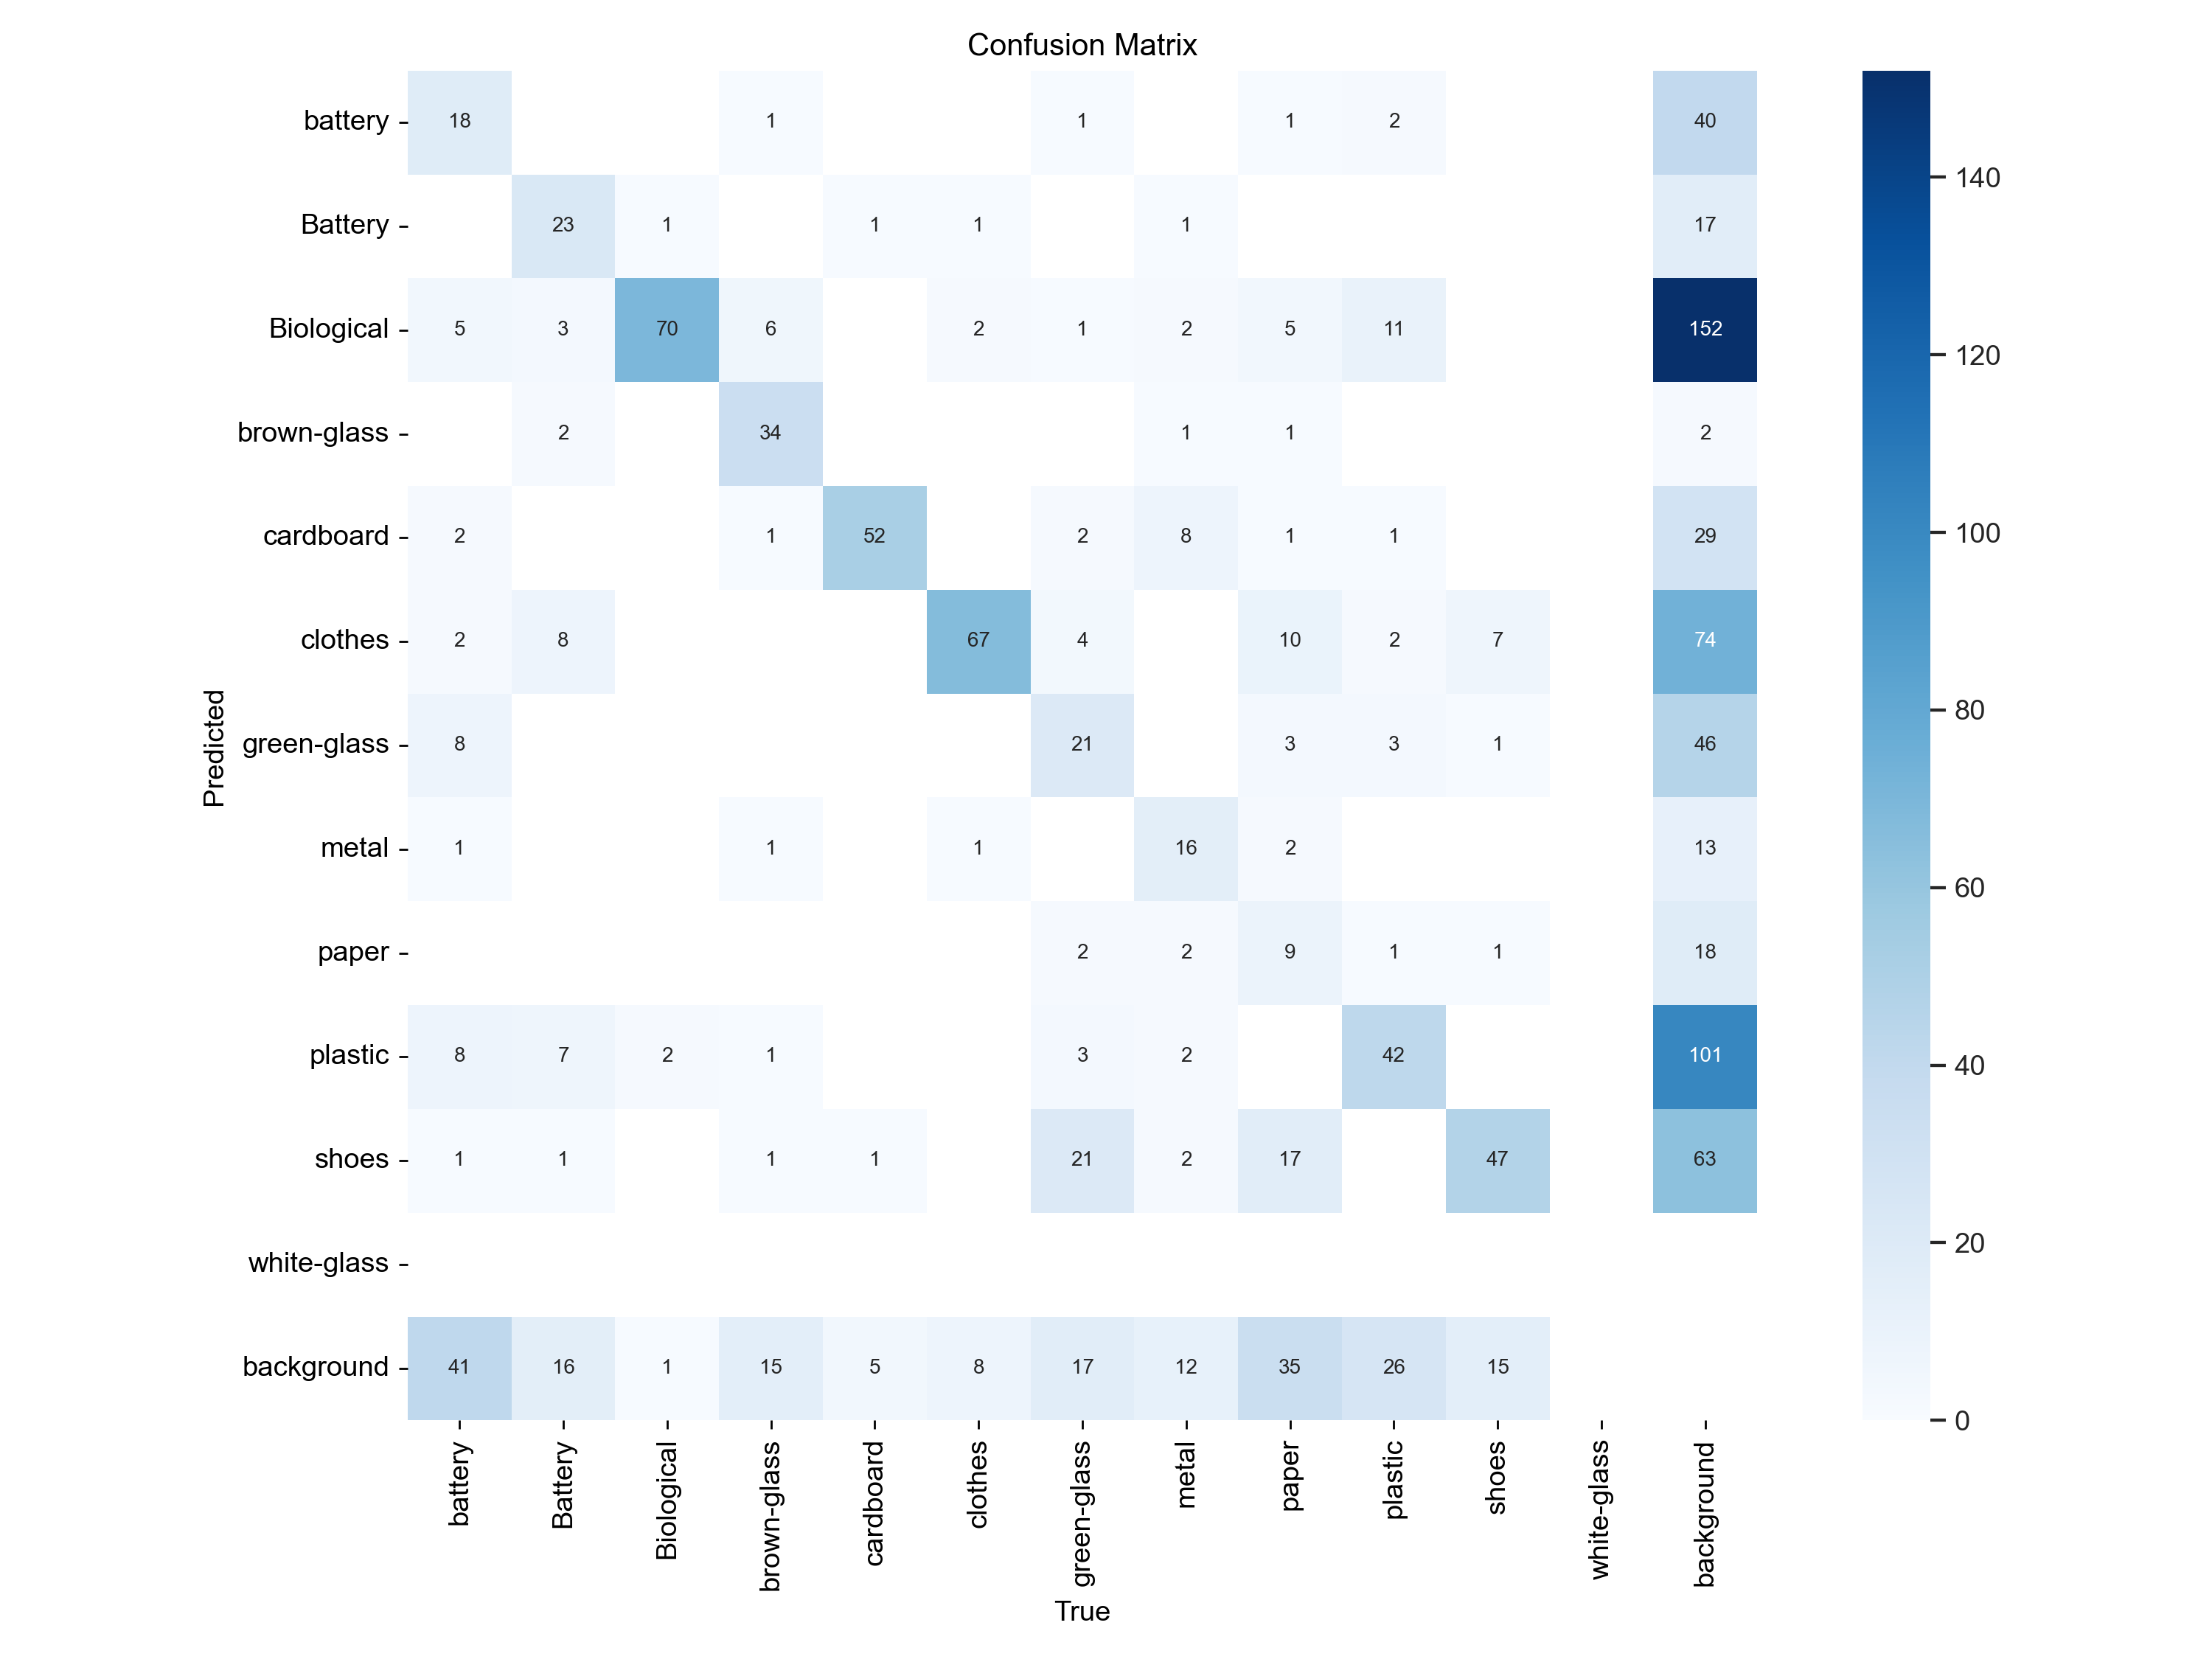 Confusion Matrix
battery 18 1 1 1 2 40
Battery 23 1 1 1 1 17
Biological 5 3 70 6 2 1 2 5 11 152
brown-glass 2 34 1 1 2
cardboard 2 1 52 2 8 1 1 29
clothes 2 8 67 4 10 2 7 74
green-glass 8 21 3 3 1 46
metal 1 1 1 16 2 13
paper 2 2 9 1 1 18
plastic 8 7 2 1 3 2 42 101
shoes 1 1 1 1 21 2 17 47 63
white-glass
background 41 16 1 15 5 8 17 12 35 26 15
Predicted
battery Battery Biological brown-glass cardboard clothes green-glass metal paper plastic shoes white-glass background
True
140
120
100
80
60
40
20
0